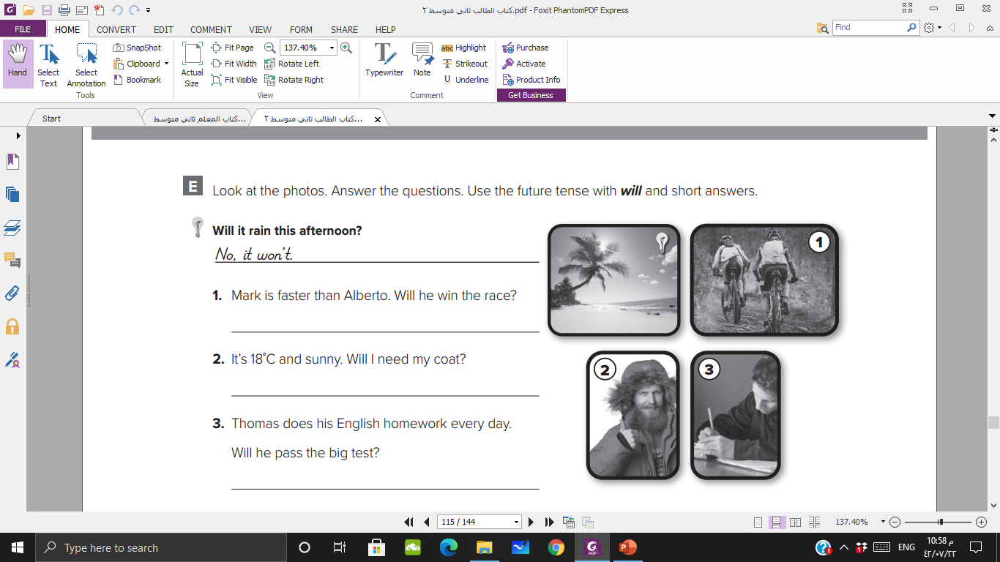 كتاب الطالب ثاني متوسط ٢.pdf - Foxit PhantomPDF Express
FILE HOME CONVERT EDIT COMMENT VIEW FORM SHARE HELP
Find
Hand
Select Text
Select Annotation
SnapShot
Clipboard
Bookmark
Tools
Actual Size
Fit Page
Fit Width
Fit Visible
137.40%
Rotate Left
Rotate Right
View
Typewriter
Note
abc Highlight
T Strikeout
U Underline
Comment
Purchase
Activate
Product Info
Get Business
Start
كتاب المعلم ثاني متوسط...
كتاب الطالب ثاني متوسط ٢...
E Look at the photos. Answer the questions. Use the future tense with will and short answers.
Will it rain this afternoon?
No, it won't.
1. Mark is faster than Alberto. Will he win the race?
2. It's 18°C and sunny. Will I need my coat?
3. Thomas does his English homework every day.
Will he pass the big test?
1
2
3
115 / 144
137.40%
Type here to search
ENG
10:58 م
٤٢/٠٧/٢٢